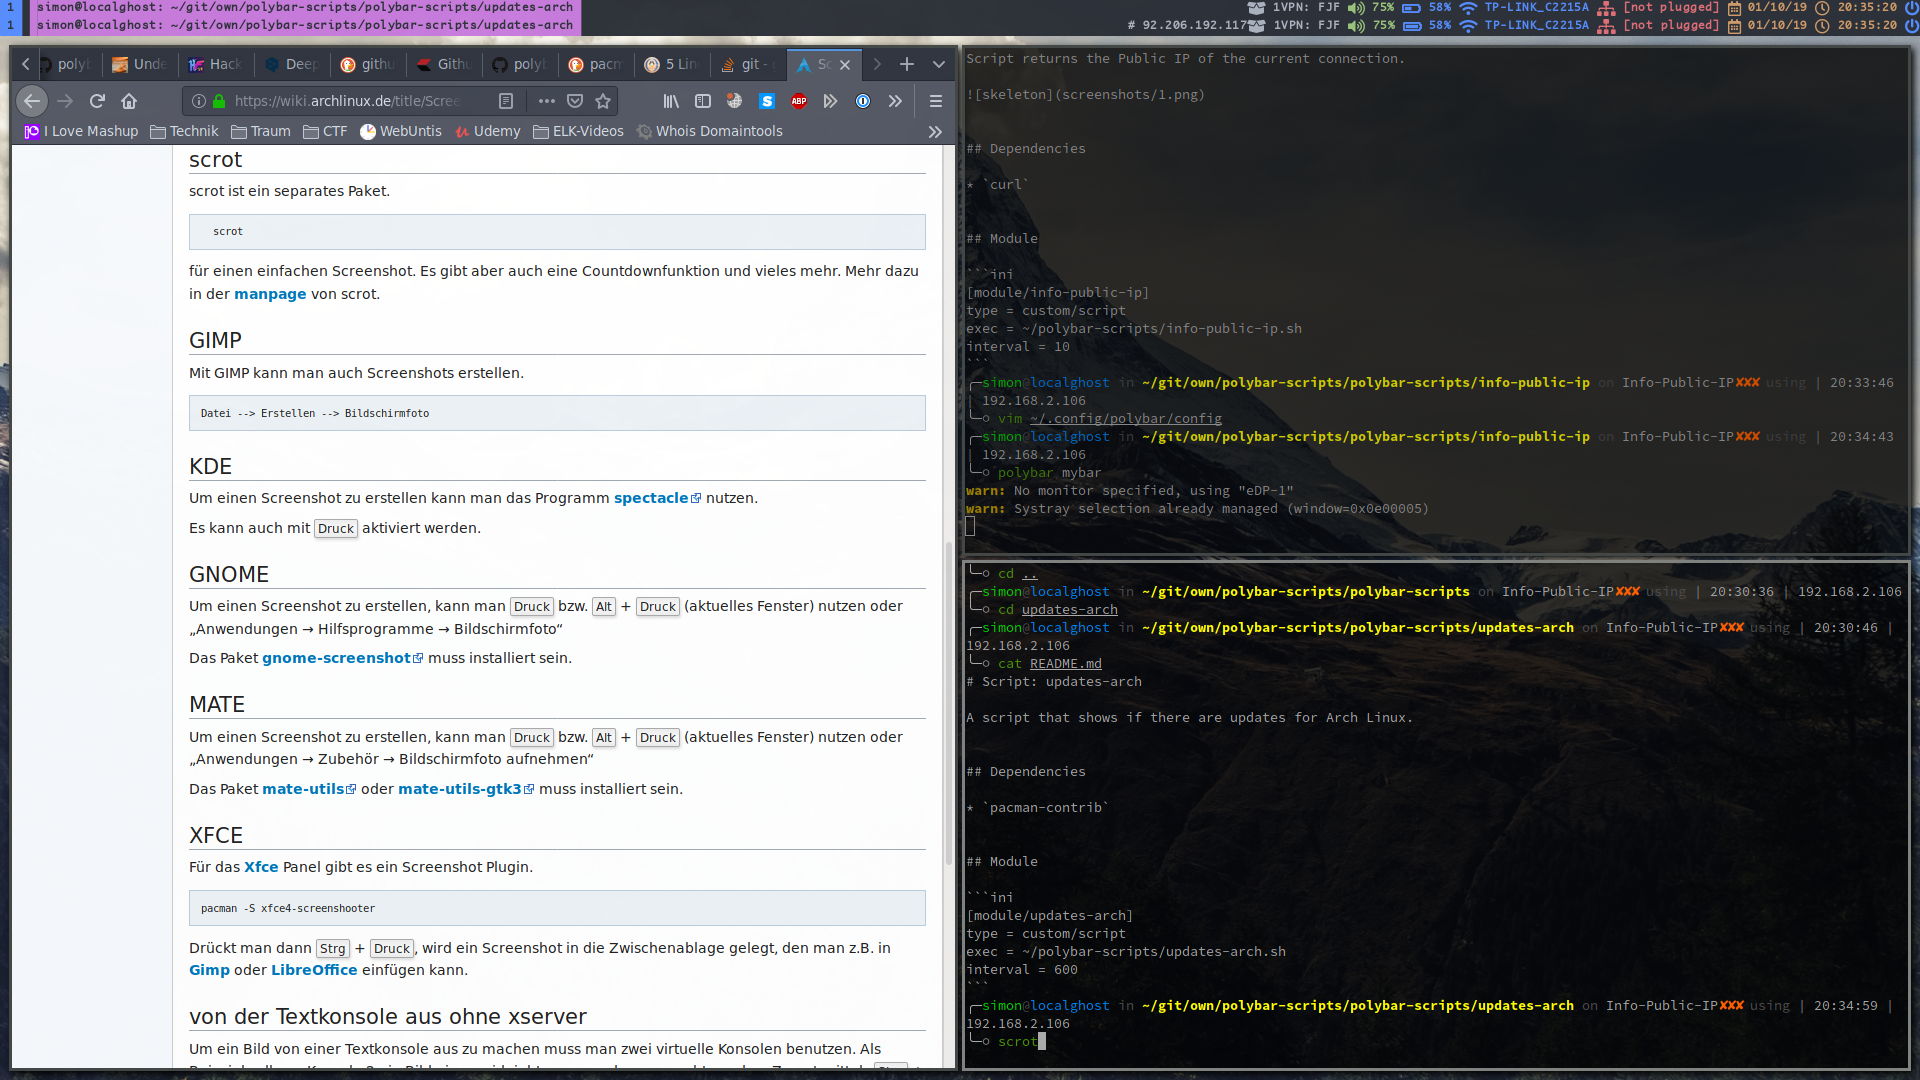 1 simon@localghost: ~/git/own/polybar-scripts/polybar-scripts/updates-arch 1VPN: FJF 75% 58% TP-LINK_C2215A [not plugged] 01/10/19 20:35:20
1 simon@localghost: ~/git/own/polybar-scripts/polybar-scripts/updates-arch # 92.206.192.117 1VPN: FJF 75% 58% TP-LINK_C2215A [not plugged] 01/10/19 20:35:20
polyb Unde Hack Deep githu Githu polyb pacm 5 Lin git - Sc
https://wiki.archlinux.de/title/Scree
I Love Mashup Technik Traum CTF WebUntis Udemy ELK-Videos Whois Domaintools
scrot
scrot ist ein separates Paket.
scrot
für einen einfachen Screenshot. Es gibt aber auch eine Countdownfunktion und vieles mehr. Mehr dazu
in der manpage von scrot.
GIMP
Mit GIMP kann man auch Screenshots erstellen.
Datei --> Erstellen --> Bildschirmfoto
KDE
Um einen Screenshot zu erstellen kann man das Programm spectacle nutzen.
Es kann auch mit Druck aktiviert werden.
GNOME
Um einen Screenshot zu erstellen, kann man Druck bzw. Alt + Druck (aktuelles Fenster) nutzen oder
„Anwendungen → Hilfsprogramme → Bildschirmfoto“
Das Paket gnome-screenshot muss installiert sein.
MATE
Um einen Screenshot zu erstellen, kann man Druck bzw. Alt + Druck (aktuelles Fenster) nutzen oder
„Anwendungen → Zubehör → Bildschirmfoto aufnehmen“
Das Paket mate-utils oder mate-utils-gtk3 muss installiert sein.
XFCE
Für das Xfce Panel gibt es ein Screenshot Plugin.
pacman -S xfce4-screenshooter
Drückt man dann Strg + Druck, wird ein Screenshot in die Zwischenablage gelegt, den man z.B. in
Gimp oder LibreOffice einfügen kann.
von der Textkonsole aus ohne xserver
Um ein Bild von einer Textkonsole aus zu machen muss man zwei virtuelle Konsolen benutzen. Als
Script returns the Public IP of the current connection.
![skeleton](screenshots/1.png)
## Dependencies
* `curl`
## Module
```ini
[module/info-public-ip]
type = custom/script
exec = ~/polybar-scripts/info-public-ip.sh
interval = 10
```
╭─simon@localghost in ~/git/own/polybar-scripts/polybar-scripts/info-public-ip on Info-Public-IP✘✘✘ using | 20:33:46
| 192.168.2.106
╰─○ vim ~/.config/polybar/config
╭─simon@localghost in ~/git/own/polybar-scripts/polybar-scripts/info-public-ip on Info-Public-IP✘✘✘ using | 20:34:43
| 192.168.2.106
╰─○ polybar mybar
warn: No monitor specified, using "eDP-1"
warn: Systray selection already managed (window=0x0e00005)
╰─○ cd ..
╭─simon@localghost in ~/git/own/polybar-scripts/polybar-scripts on Info-Public-IP✘✘✘ using | 20:30:36 | 192.168.2.106
╰─○ cd updates-arch
╭─simon@localghost in ~/git/own/polybar-scripts/polybar-scripts/updates-arch on Info-Public-IP✘✘✘ using | 20:30:46 |
192.168.2.106
╰─○ cat README.md
# Script: updates-arch
A script that shows if there are updates for Arch Linux.
## Dependencies
* `pacman-contrib`
## Module
```ini
[module/updates-arch]
type = custom/script
exec = ~/polybar-scripts/updates-arch.sh
interval = 600
```
╭─simon@localghost in ~/git/own/polybar-scripts/polybar-scripts/updates-arch on Info-Public-IP✘✘✘ using | 20:34:59 |
192.168.2.106
╰─○ scrot